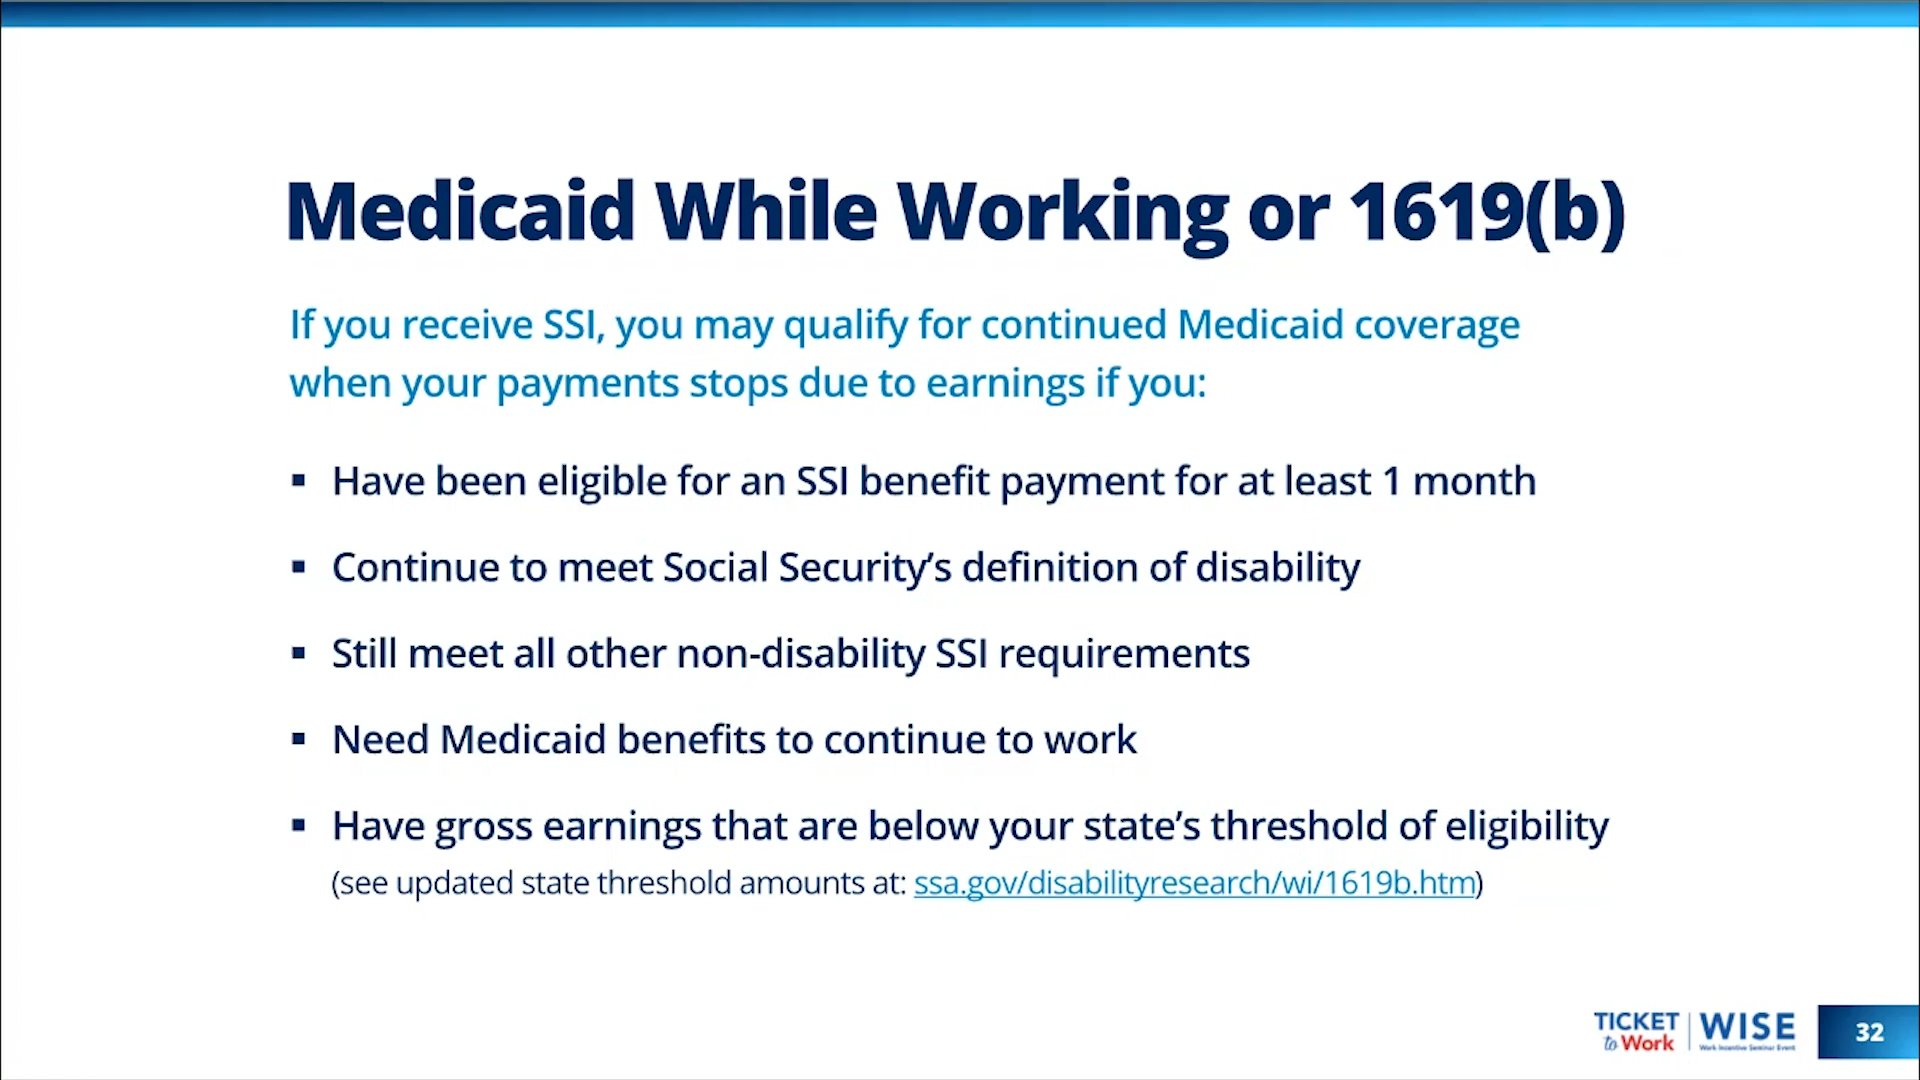 Medicaid While Working or 1619(b)
If you receive SSI, you may qualify for continued Medicaid coverage
when your payments stops due to earnings if you:
▪ Have been eligible for an SSI benefit payment for at least 1 month
▪ Continue to meet Social Security’s definition of disability
▪ Still meet all other non-disability SSI requirements
▪ Need Medicaid benefits to continue to work
▪ Have gross earnings that are below your state’s threshold of eligibility
(see updated state threshold amounts at: ssa.gov/disabilityresearch/wi/1619b.htm)
TICKET
to Work
WISE
Work Incentive Seminar Event
32